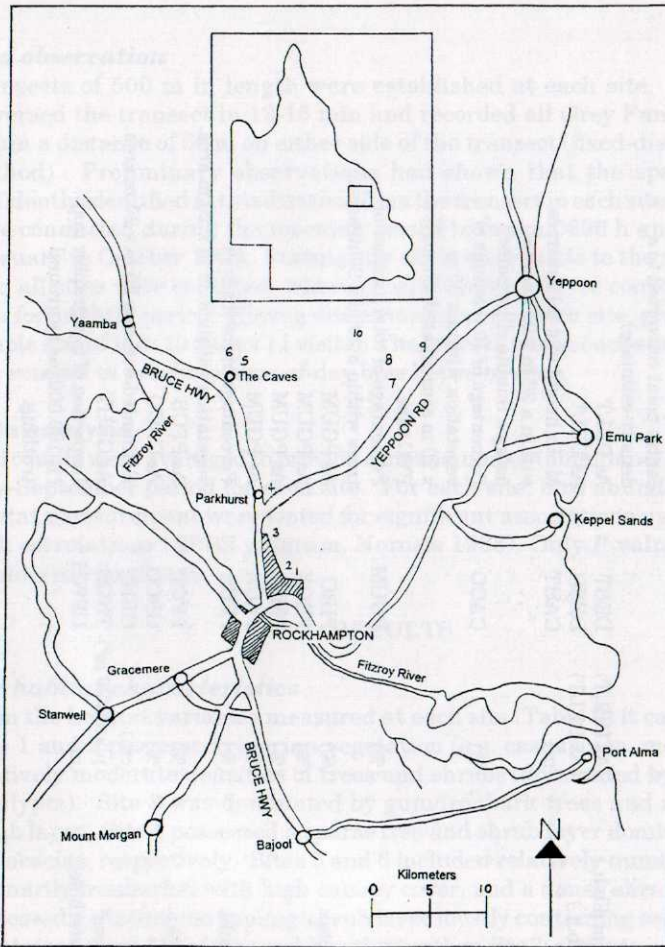 Yeppoon
Yaamba
10
9
8
7
6
5
BRUCE HWY
The Caves
YEPPOON RD
Fitzroy River
Emu Park
Parkhurst
4
Keppel Sands
3
2
1
ROCKHAMPTON
Gracemere
Fitzroy River
Stanwell
BRUCE HWY
Port Alma
Mount Morgan
Bajool
N
Kilometers
0 5 10